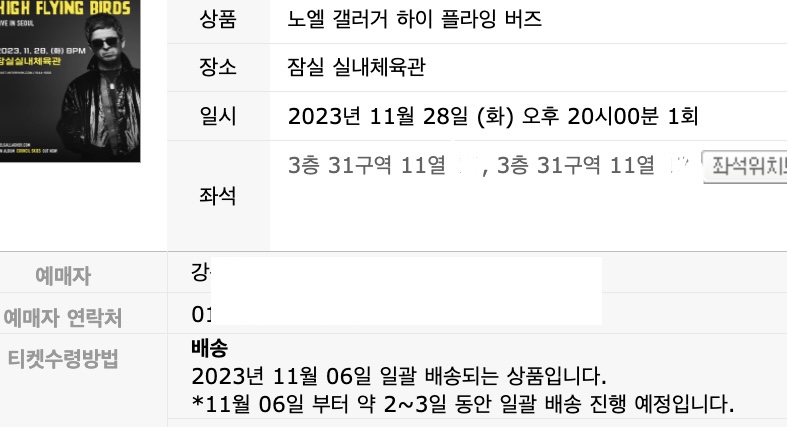 HIGH FLYING BIRDS
LIVE IN SEOUL
2023. 11. 28. (화) 8PM
잠실실내체육관
상품 노엘 갤러거 하이 플라잉 버즈
장소 잠실 실내체육관
일시 2023년 11월 28일 (화) 오후 20시00분 1회
좌석 3층 31구역 11열 , 3층 31구역 11열 좌석위치
예매자 강
예매자 연락처 01
티켓수령방법 배송
2023년 11월 06일 일괄 배송되는 상품입니다.
*11월 06일 부터 약 2~3일 동안 일괄 배송 진행 예정입니다.